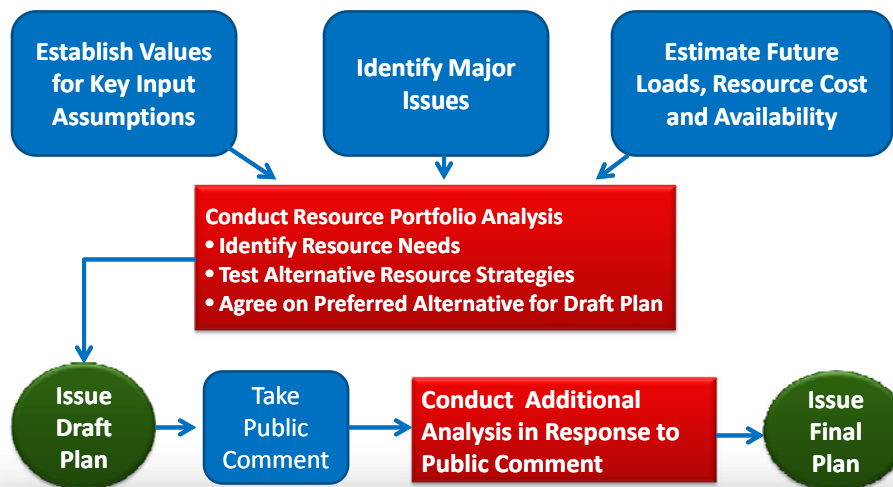 Establish Values
for Key Input
Assumptions
Identify Major
Issues
Estimate Future
Loads, Resource Cost
and Availability
Conduct Resource Portfolio Analysis
• Identify Resource Needs
• Test Alternative Resource Strategies
• Agree on Preferred Alternative for Draft Plan
Issue
Draft
Plan
Take
Public
Comment
Conduct Additional
Analysis in Response to
Public Comment
Issue
Final
Plan